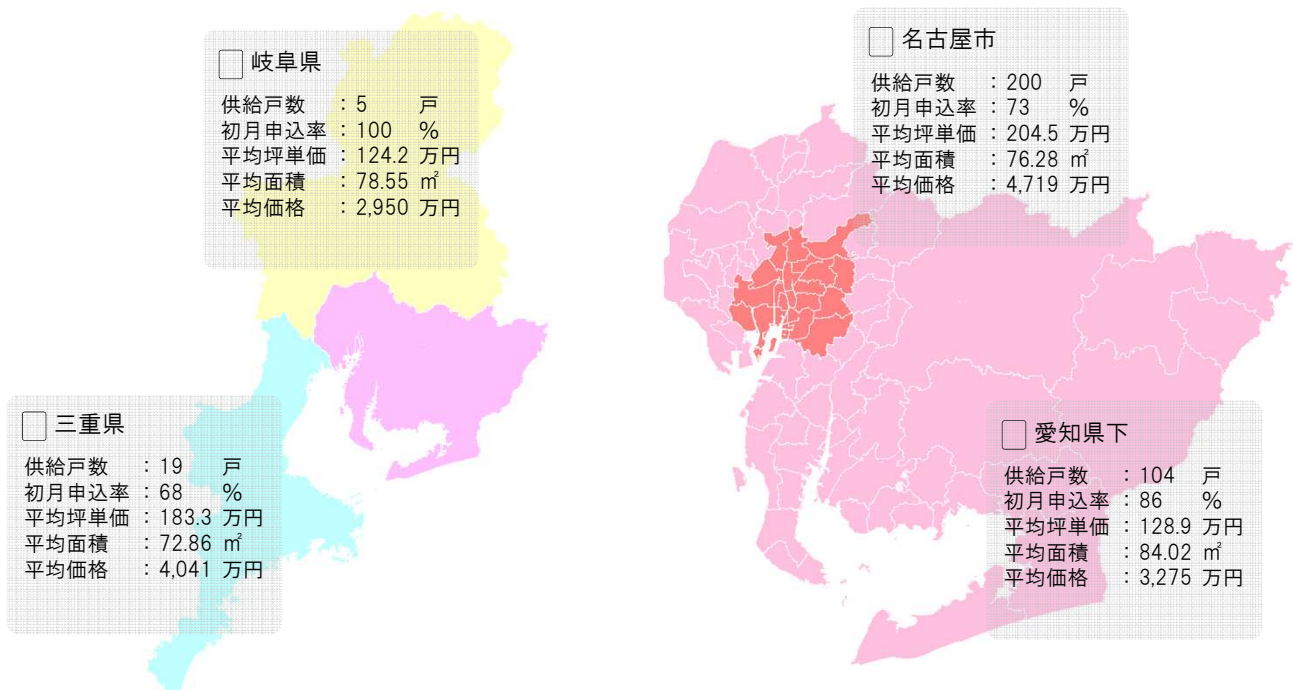 岐阜県
供給戸数 : 5 戸
初月申込率 : 100 %
平均坪単価 : 124.2 万円
平均面積 : 78.55 ㎡
平均価格 : 2,950 万円
三重県
供給戸数 : 19 戸
初月申込率 : 68 %
平均坪単価 : 183.3 万円
平均面積 : 72.86 ㎡
平均価格 : 4,041 万円
名古屋市
供給戸数 : 200 戸
初月申込率 : 73 %
平均坪単価 : 204.5 万円
平均面積 : 76.28 ㎡
平均価格 : 4,719 万円
愛知県下
供給戸数 : 104 戸
初月申込率 : 86 %
平均坪単価 : 128.9 万円
平均面積 : 84.02 ㎡
平均価格 : 3,275 万円